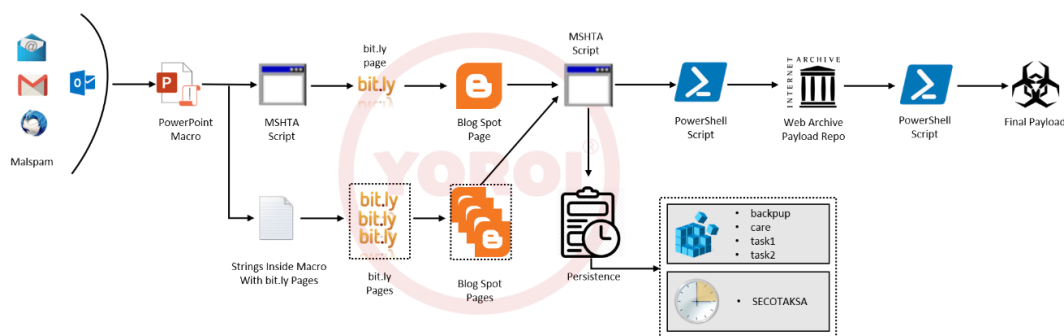 Malspam
PowerPoint
Macro
MSHTA
Script
bit.ly
page
bit.ly
Blog Spot
Page
MSHTA
Script
PowerShell
Script
INTERNET
ARCHIVE
Web Archive
Payload Repo
PowerShell
Script
Final Payload
YOROI
Strings Inside Macro
With bit.ly Pages
bit.ly
bit.ly
bit.ly
bit.ly
Pages
Blog Spot
Pages
Persistence
• backpup
• care
• task1
• task2
• SECOTAKSA